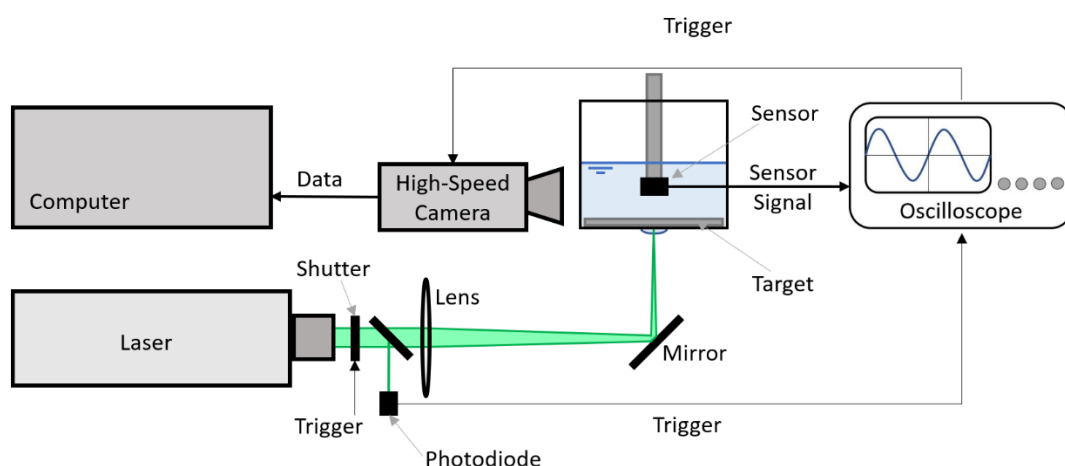 Trigger
Sensor
Computer
Data
High-Speed
Camera
Sensor
Signal
Oscilloscope
Shutter
Lens
Target
Laser
Mirror
Trigger
Trigger
Photodiode